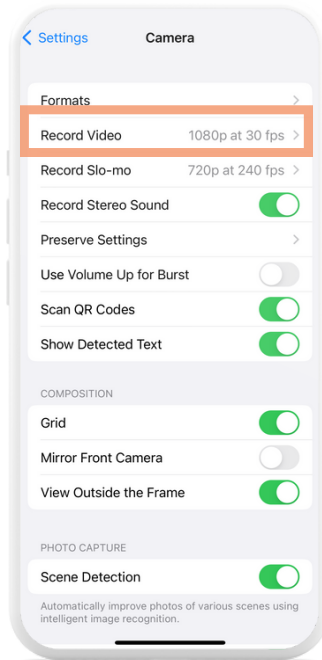 Settings Camera
Formats
Record Video 1080p at 30 fps
Record Slo-mo 720p at 240 fps
Record Stereo Sound
Preserve Settings
Use Volume Up for Burst
Scan QR Codes
Show Detected Text
COMPOSITION
Grid
Mirror Front Camera
View Outside the Frame
PHOTO CAPTURE
Scene Detection
Automatically improve photos of various scenes using
intelligent image recognition.